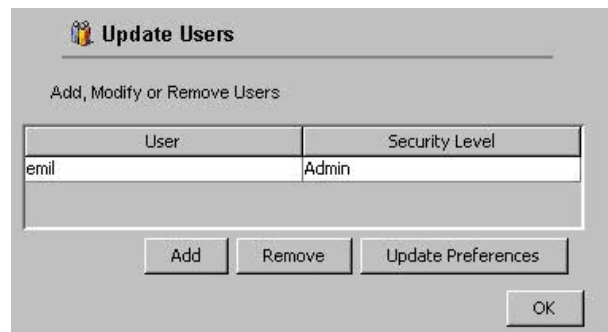 Update Users
Add, Modify or Remove Users
User Security Level
emil Admin
Add Remove Update Preferences
OK